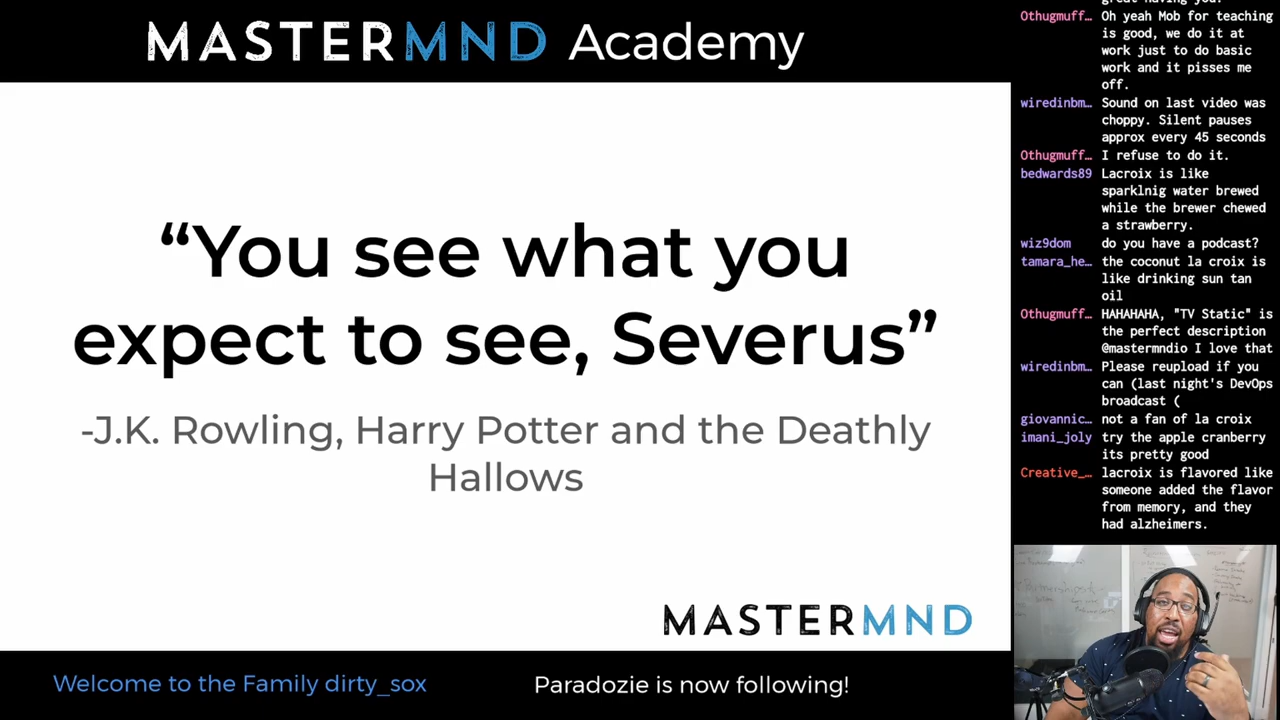 MASTERMND Academy
“You see what you
expect to see, Severus”
-J.K. Rowling, Harry Potter and the Deathly
Hallows
MASTERMND
Welcome to the Family dirty_sox
Paradozie is now following!
great having you!
Othugmuff… Oh yeah Mob for teaching
is good, we do it at
work just to do basic
work and it pisses me
off.
wiredinbm… Sound on last video was
choppy. Silent pauses
approx every 45 seconds
Othugmuff… I refuse to do it.
bedwards89 Lacroix is like
sparklnig water brewed
while the brewer chewed
a strawberry.
wiz9dom do you have a podcast?
tamara_he… the coconut la croix is
like drinking sun tan
oil
Othugmuff… HAHAHAHA, "TV Static" is
the perfect description
@mastermndio I love that
wiredinbm… Please reupload if you
can (last night's DevOps
broadcast (
giovannic… not a fan of la croix
imani_joly try the apple cranberry
its pretty good
Creative_… lacroix is flavored like
someone added the flavor
from memory, and they
had alzheimers.